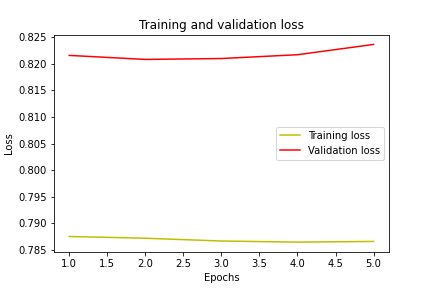 Training and validation loss
0.825
0.820
0.815
0.810
0.805
0.800
0.795
0.790
0.785
Loss
Training loss
Validation loss
1.0 1.5 2.0 2.5 3.0 3.5 4.0 4.5 5.0
Epochs